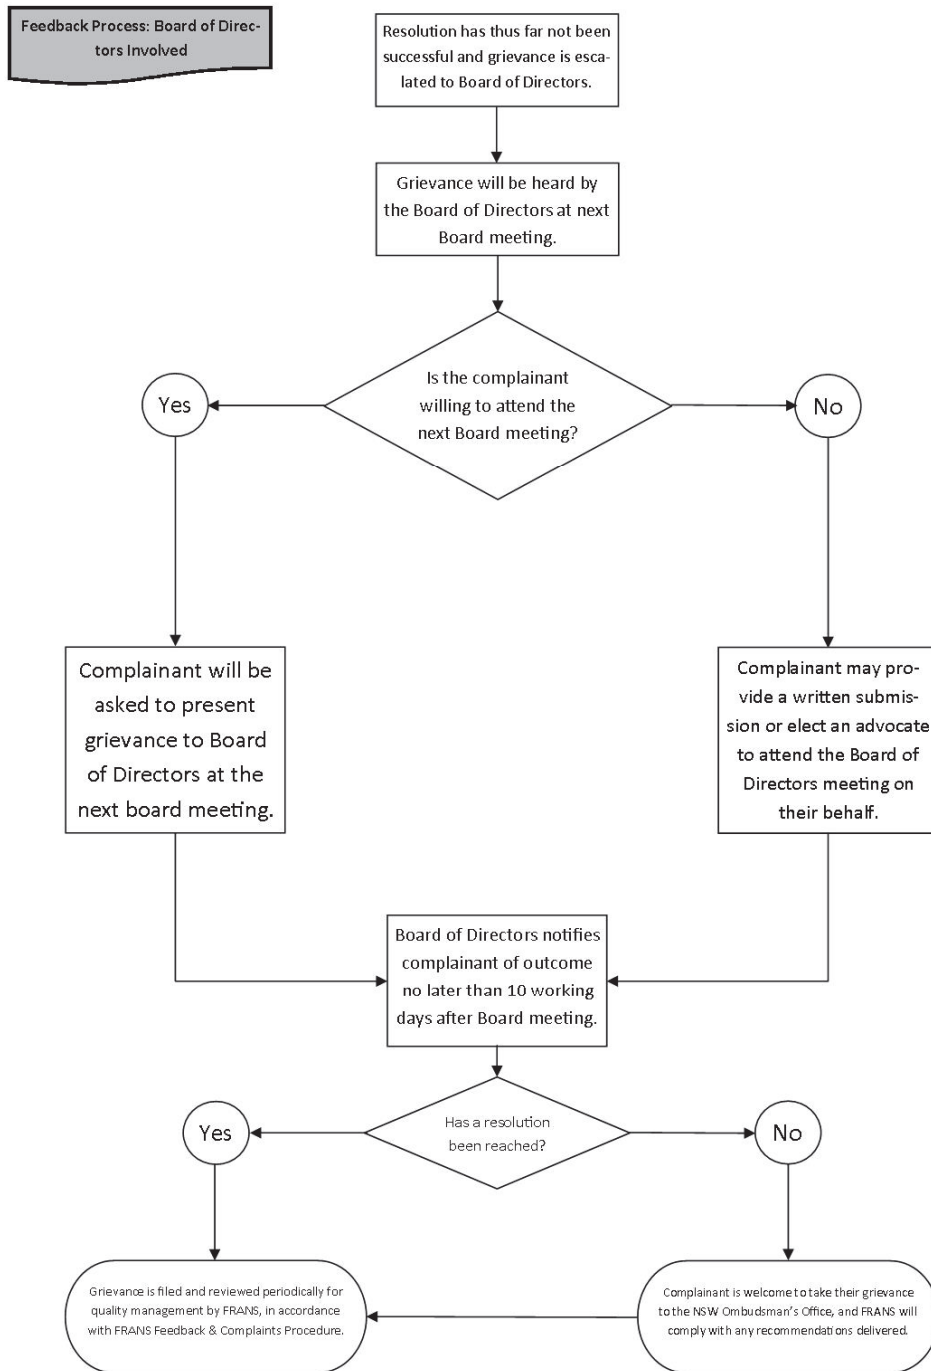 Feedback Process: Board of Direc-
tors Involved
Resolution has thus far not been
successful and grievance is esca-
lated to Board of Directors.
Grievance will be heard by
the Board of Directors at next
Board meeting.
Is the complainant
willing to attend the
next Board meeting?
Yes
No
Complainant will be
asked to present
grievance to Board
of Directors at the
next board meeting.
Complainant may pro-
vide a written submis-
sion or elect an advocate
to attend the Board of
Directors meeting on
their behalf.
Board of Directors notifies
complainant of outcome
no later than 10 working
days after Board meeting.
Has a resolution
been reached?
Yes
No
Grievance is filed and reviewed periodically for
quality management by FRANS, in accordance
with FRANS Feedback & Complaints Procedure.
Complainant is welcome to take their grievance
to the NSW Ombudsman's Office, and FRANS will
comply with any recommendations delivered.